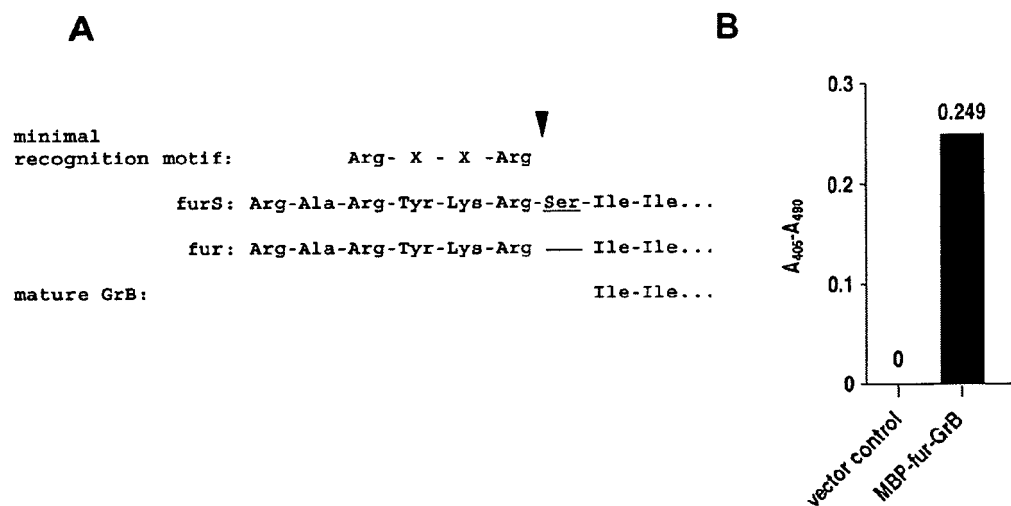 A
minimal
recognition motif: Arg- X - X -Arg
furS: Arg-Ala-Arg-Tyr-Lys-Arg-Ser-Ile-Ile...
fur: Arg-Ala-Arg-Tyr-Lys-Arg —— Ile-Ile...
mature GrB: Ile-Ile...
B
0.3
0.2
0.1
0
A405-A490
0
0.249
vector control
MBP-fur-GrB